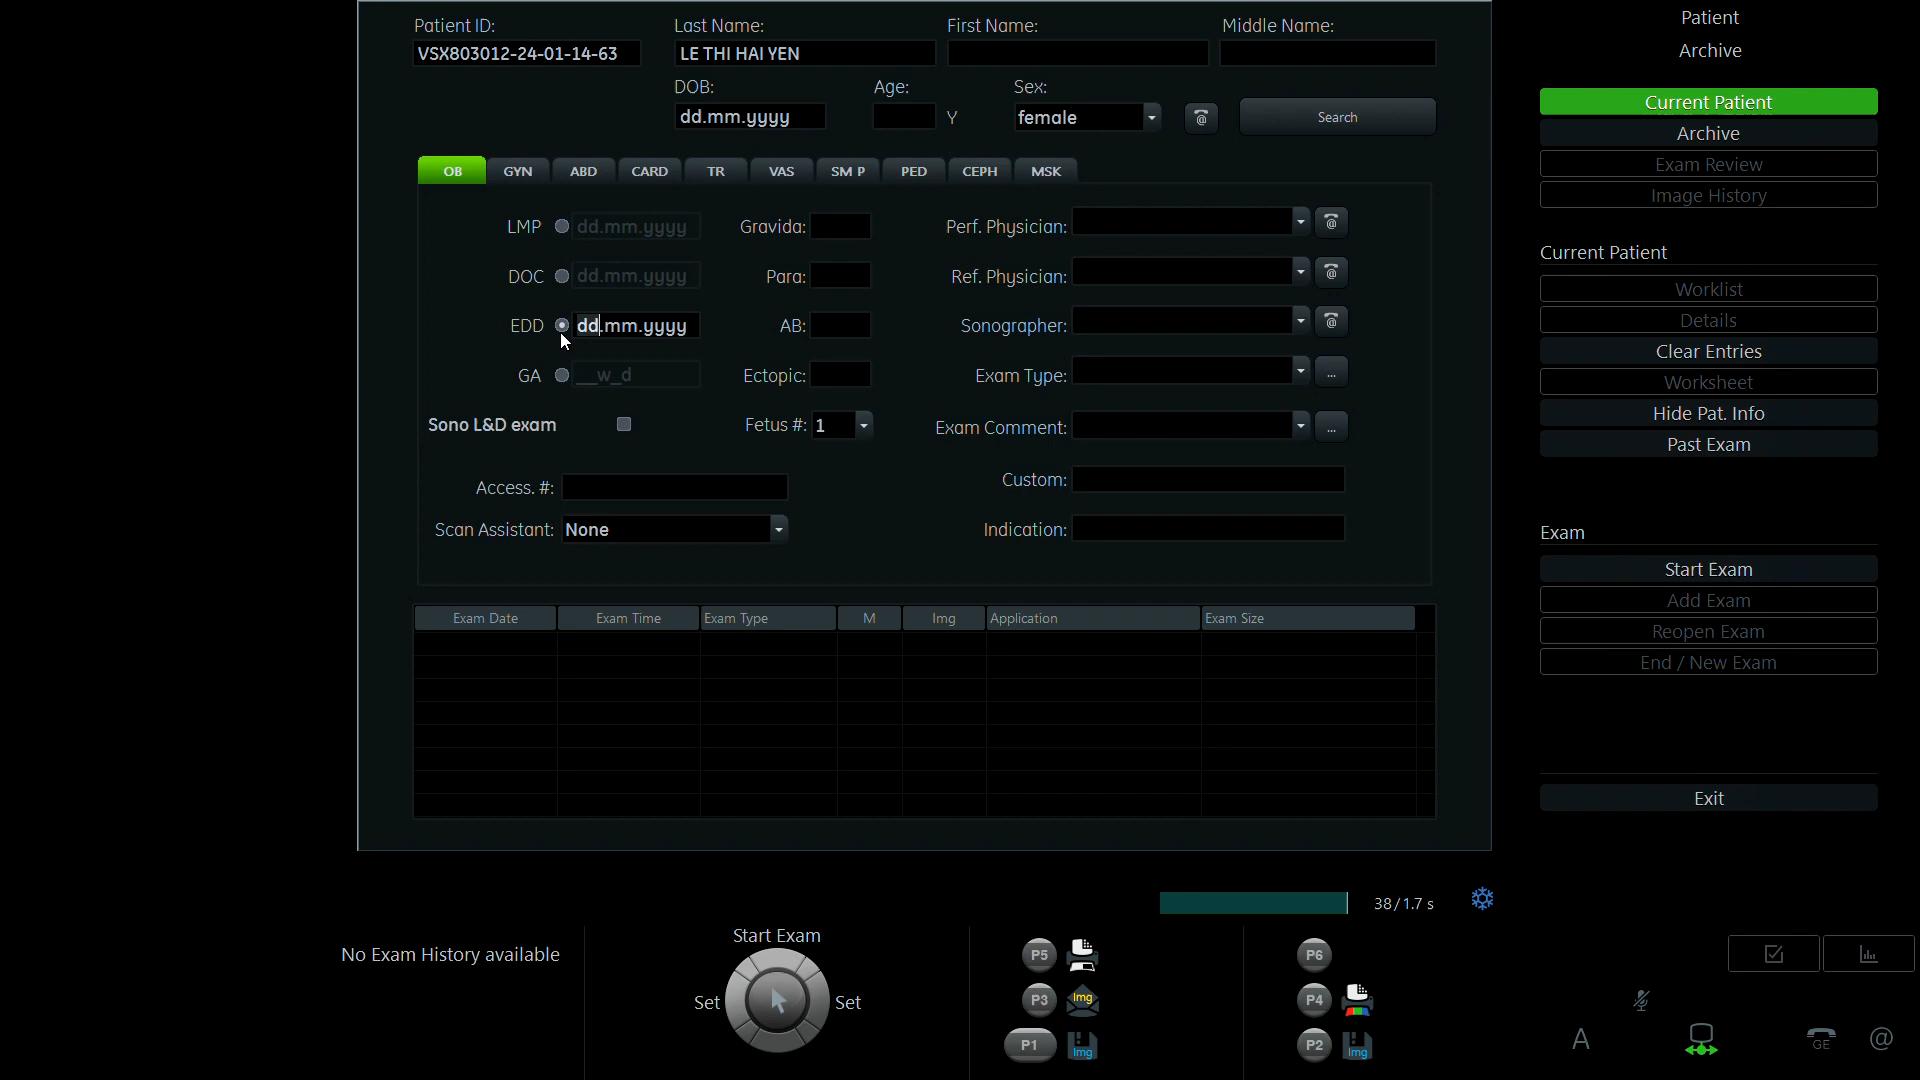 Patient ID: Last Name: First Name: Middle Name:
VSX803012-24-01-14-63 LE THI HAI YEN
DOB: Age: Sex:
dd.mm.yyyy Y female Search
OB GYN ABD CARD TR VAS SM P PED CEPH MSK
LMP dd.mm.yyyy Gravida: Perf. Physician:
DOC dd.mm.yyyy Para: Ref. Physician:
EDD dd.mm.yyyy AB: Sonographer:
GA __w_d Ectopic: Exam Type: ...
Sono L&D exam Fetus #: 1 Exam Comment: ...
Access. #: Custom:
Scan Assistant: None Indication:
Exam Date Exam Time Exam Type M Img Application Exam Size
Patient
Archive
Current Patient
Archive
Exam Review
Image History
Current Patient
Worklist
Details
Clear Entries
Worksheet
Hide Pat. Info
Past Exam
Exam
Start Exam
Add Exam
Reopen Exam
End / New Exam
Exit
38/1.7 s
No Exam History available
Start Exam
Set Set
P5 P6
P3 Img P4
P1 Img P2 Img
A GE @